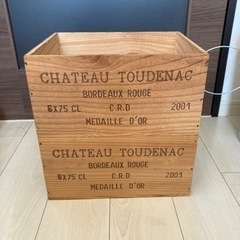 CHATEAU TOUDENAC
BORDEAUX ROUGE
6X75 CL C.R.D 2001
MEDAILLE D'OR
CHATEAU TOUDENAC
BORDEAUX ROUGE
6X75 CL C.R.D 2001
MEDAILLE D'OR